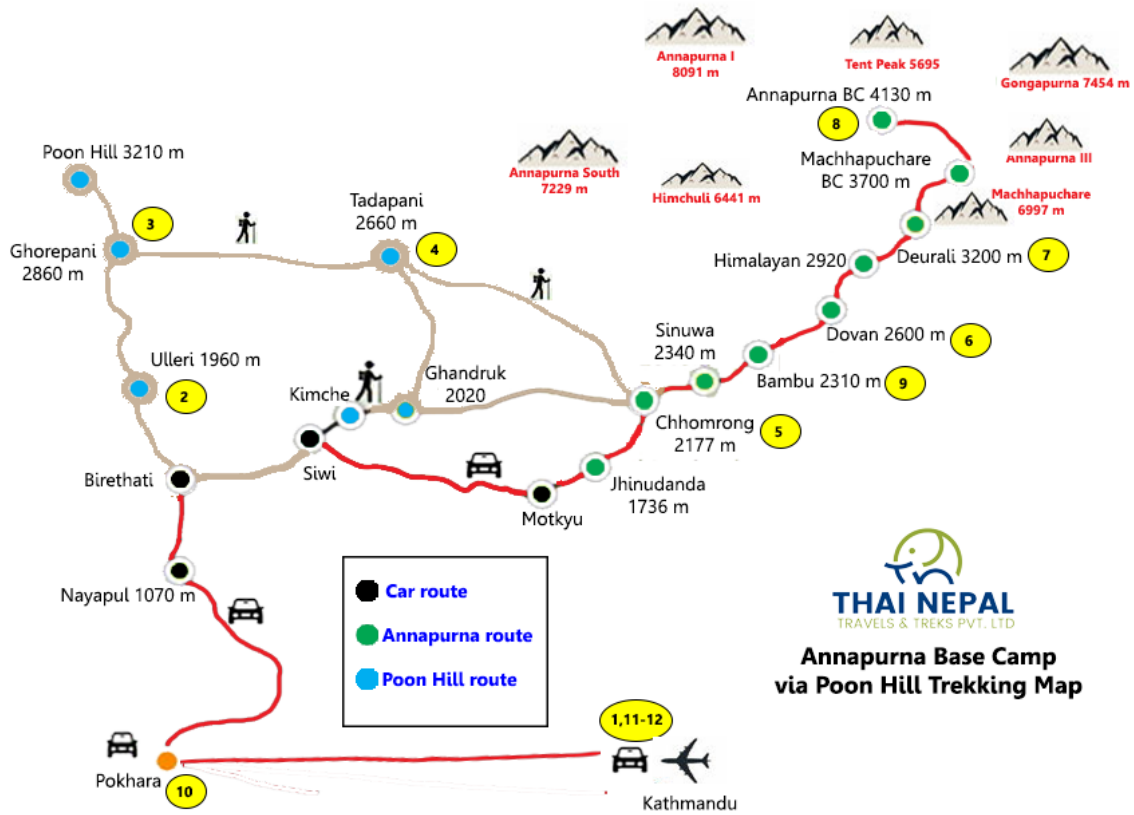 Annapurna I
8091 m
Tent Peak 5695
Gongapurna 7454 m
Annapurna BC 4130 m
8
Poon Hill 3210 m
Annapurna South
7229 m
Himchuli 6441 m
Machhapuchare
BC 3700 m
Annapurna III
Machhapuchare
6997 m
Tadapani
2660 m
3
4
Ghorepani
2860 m
Himalayan 2920
Deurali 3200 m
7
Sinuwa
2340 m
Dovan 2600 m
6
Ulleri 1960 m
2
Kimche
Ghandruk
2020
Bambu 2310 m
9
Chhomrong
2177 m
5
Birethati
Siwi
Jhinudanda
1736 m
Motkyu
Nayapul 1070 m
Car route
Annapurna route
Poon Hill route
THAI NEPAL
TRAVELS & TREKS PVT. LTD
Annapurna Base Camp
via Poon Hill Trekking Map
1,11-12
Pokhara
10
Kathmandu